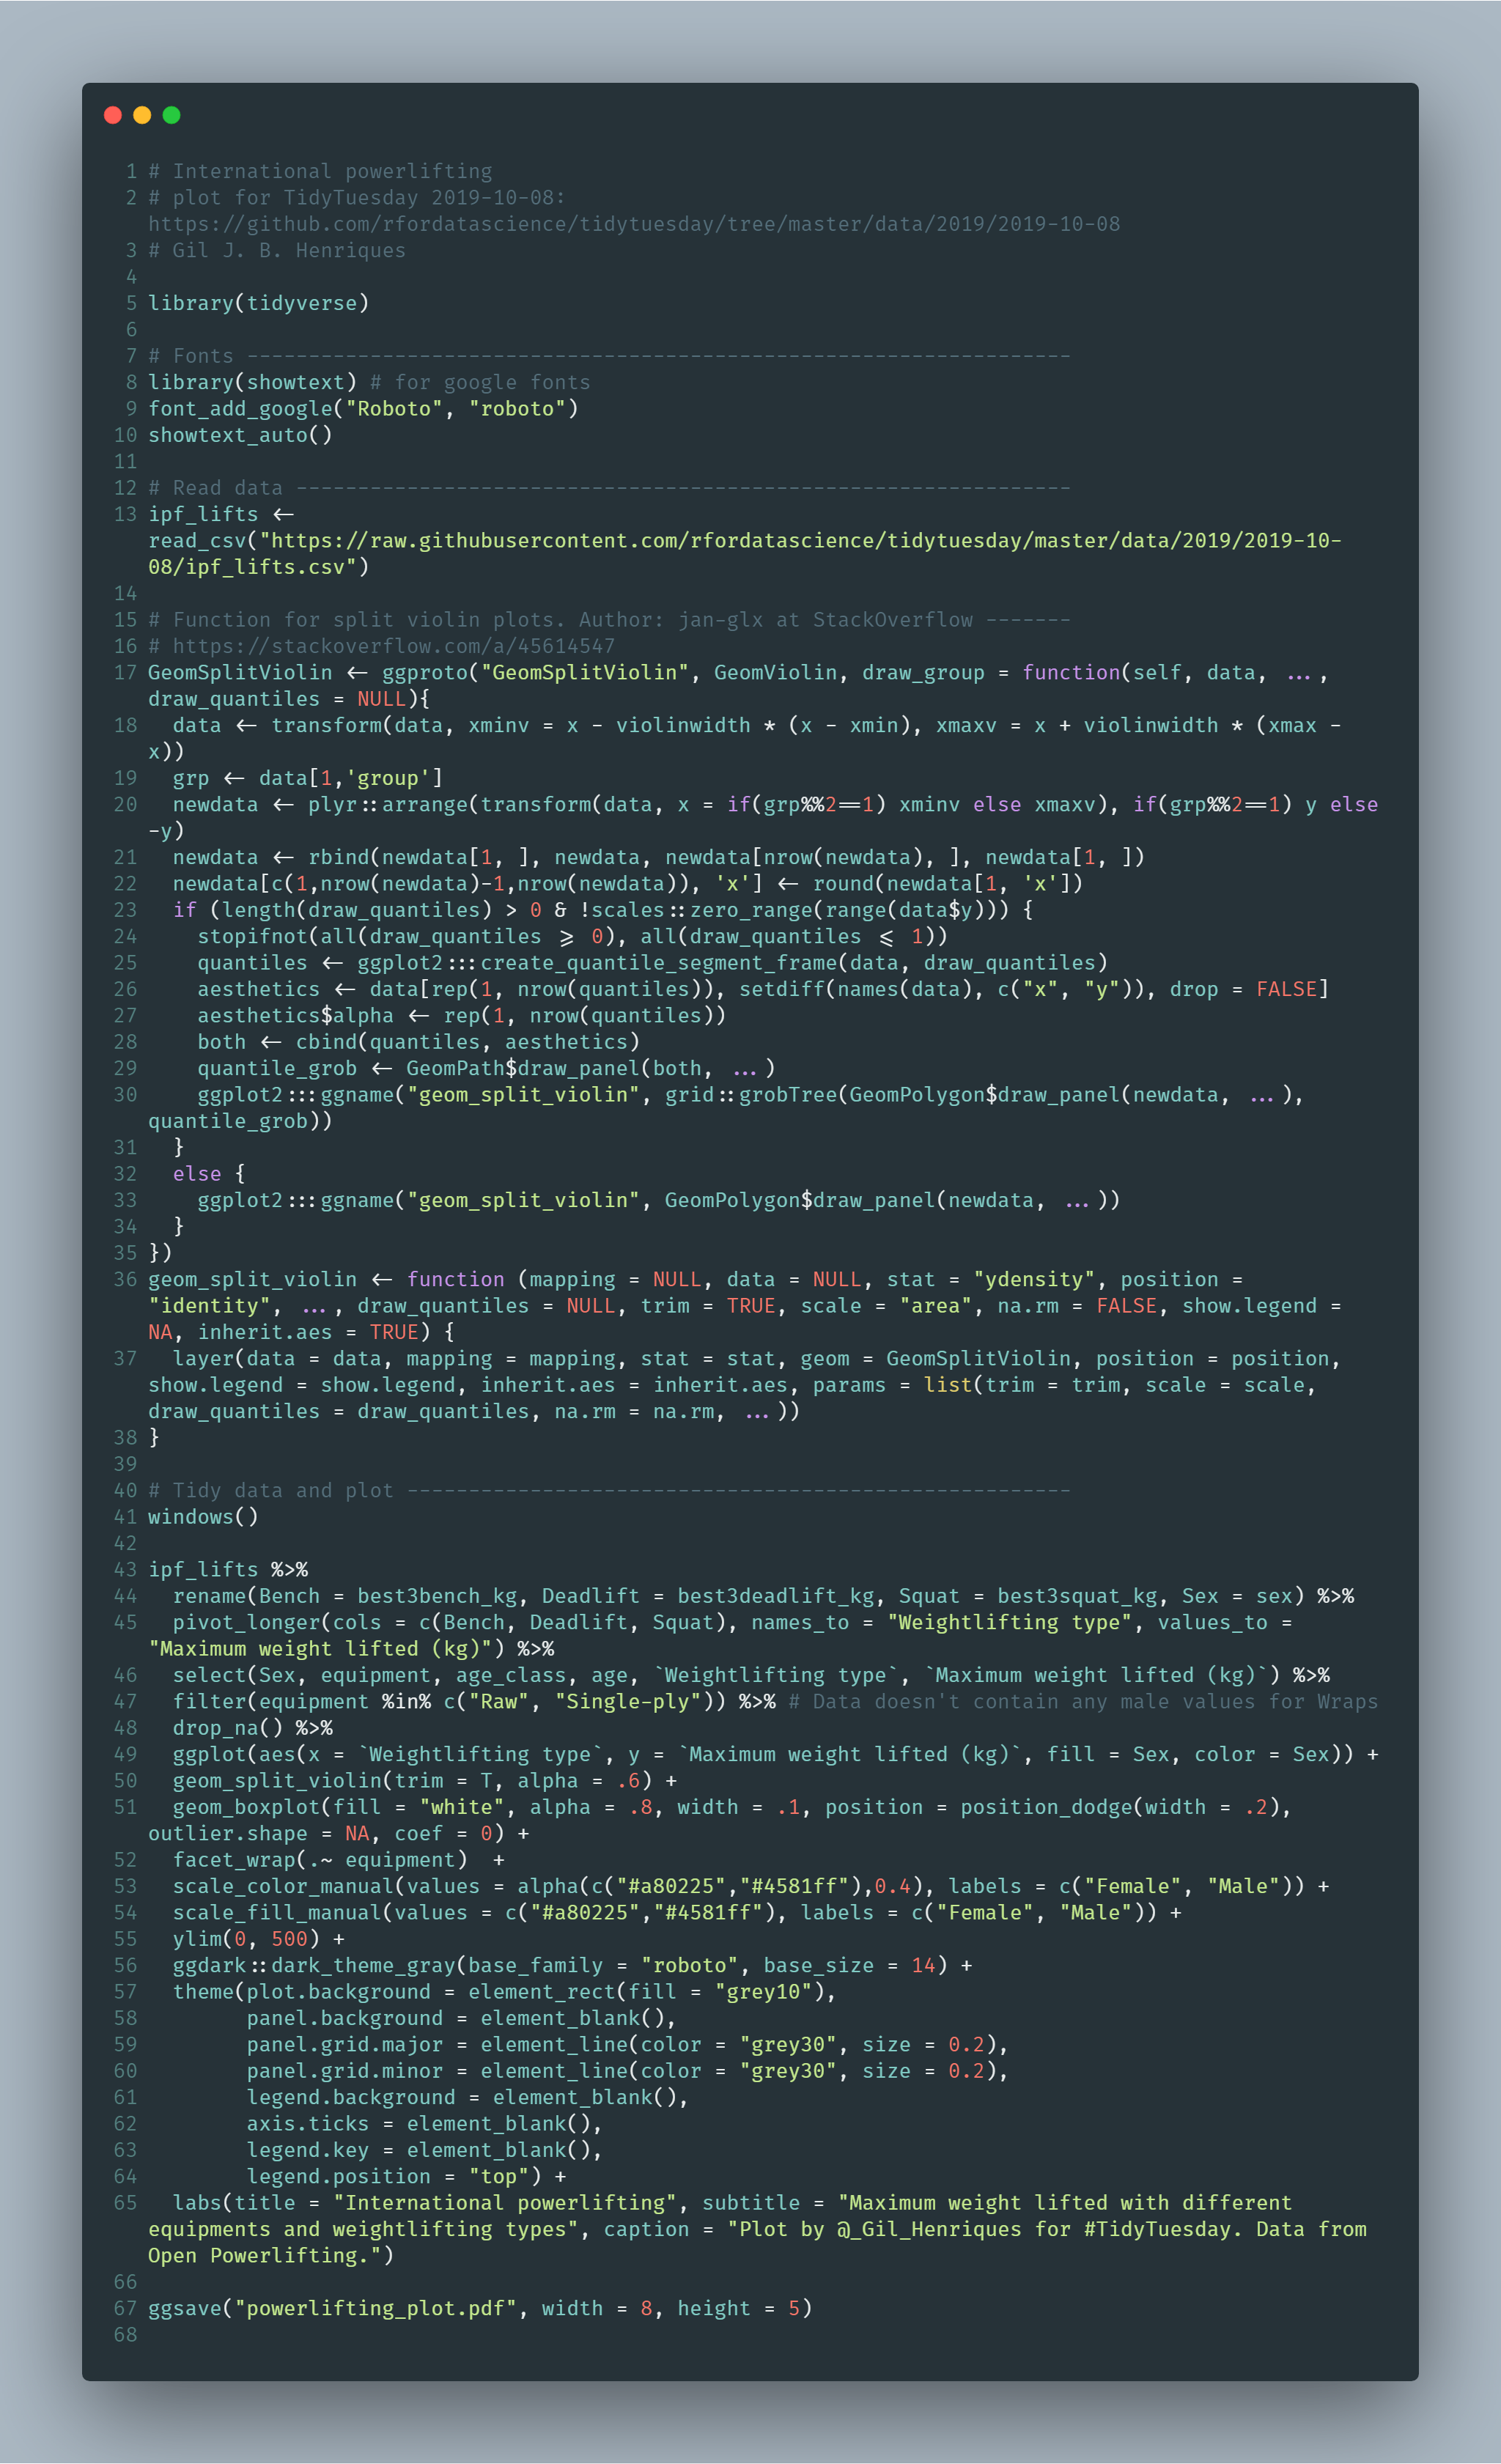 1 # International powerlifting
2 # plot for TidyTuesday 2019-10-08:
https://github.com/rfordatascience/tidytuesday/tree/master/data/2019/2019-10-08
3 # Gil J. B. Henriques
4
5 library(tidyverse)
6
7 # Fonts -------------------------------------------------------------------
8 library(showtext) # for google fonts
9 font_add_google("Roboto", "roboto")
10 showtext_auto()
11
12 # Read data ---------------------------------------------------------------
13 ipf_lifts <-
read_csv("https://raw.githubusercontent.com/rfordatascience/tidytuesday/master/data/2019/2019-10-
08/ipf_lifts.csv")
14
15 # Function for split violin plots. Author: jan-glx at StackOverflow -------
16 # https://stackoverflow.com/a/45614547
17 GeomSplitViolin <- ggproto("GeomSplitViolin", GeomViolin, draw_group = function(self, data, ...,
draw_quantiles = NULL){
18   data <- transform(data, xminv = x - violinwidth * (x - xmin), xmaxv = x + violinwidth * (xmax -
x))
19   grp <- data[1,'group']
20   newdata <- plyr::arrange(transform(data, x = if(grp%%2==1) xminv else xmaxv), if(grp%%2==1) y else
-y)
21   newdata <- rbind(newdata[1, ], newdata, newdata[nrow(newdata), ], newdata[1, ])
22   newdata[c(1,nrow(newdata)-1,nrow(newdata)), 'x'] <- round(newdata[1, 'x'])
23   if (length(draw_quantiles) > 0 & !scales::zero_range(range(data$y))) {
24     stopifnot(all(draw_quantiles >= 0), all(draw_quantiles <= 1))
25     quantiles <- ggplot2:::create_quantile_segment_frame(data, draw_quantiles)
26     aesthetics <- data[rep(1, nrow(quantiles)), setdiff(names(data), c("x", "y")), drop = FALSE]
27     aesthetics$alpha <- rep(1, nrow(quantiles))
28     both <- cbind(quantiles, aesthetics)
29     quantile_grob <- GeomPath$draw_panel(both, ...)
30     ggplot2:::ggname("geom_split_violin", grid::grobTree(GeomPolygon$draw_panel(newdata, ...),
quantile_grob))
31   }
32   else {
33     ggplot2:::ggname("geom_split_violin", GeomPolygon$draw_panel(newdata, ...))
34   }
35 })
36 geom_split_violin <- function (mapping = NULL, data = NULL, stat = "ydensity", position =
"identity", ..., draw_quantiles = NULL, trim = TRUE, scale = "area", na.rm = FALSE, show.legend =
NA, inherit.aes = TRUE) {
37   layer(data = data, mapping = mapping, stat = stat, geom = GeomSplitViolin, position = position,
show.legend = show.legend, inherit.aes = inherit.aes, params = list(trim = trim, scale = scale,
draw_quantiles = draw_quantiles, na.rm = na.rm, ...))
38 }
39
40 # Tidy data and plot ------------------------------------------------------
41 windows()
42
43 ipf_lifts %>%
44   rename(Bench = best3bench_kg, Deadlift = best3deadlift_kg, Squat = best3squat_kg, Sex = sex) %>%
45   pivot_longer(cols = c(Bench, Deadlift, Squat), names_to = "Weightlifting type", values_to =
"Maximum weight lifted (kg)") %>%
46   select(Sex, equipment, age_class, age, `Weightlifting type`, `Maximum weight lifted (kg)`) %>%
47   filter(equipment %in% c("Raw", "Single-ply")) %>% # Data doesn't contain any male values for Wraps
48   drop_na() %>%
49   ggplot(aes(x = `Weightlifting type`, y = `Maximum weight lifted (kg)`, fill = Sex, color = Sex)) +
50   geom_split_violin(trim = T, alpha = .6) +
51   geom_boxplot(fill = "white", alpha = .8, width = .1, position = position_dodge(width = .2),
outlier.shape = NA, coef = 0) +
52   facet_wrap(.~ equipment)  +
53   scale_color_manual(values = alpha(c("#a80225","#4581ff"),0.4), labels = c("Female", "Male")) +
54   scale_fill_manual(values = c("#a80225","#4581ff"), labels = c("Female", "Male")) +
55   ylim(0, 500) +
56   ggdark::dark_theme_gray(base_family = "roboto", base_size = 14) +
57   theme(plot.background = element_rect(fill = "grey10"),
58         panel.background = element_blank(),
59         panel.grid.major = element_line(color = "grey30", size = 0.2),
60         panel.grid.minor = element_line(color = "grey30", size = 0.2),
61         legend.background = element_blank(),
62         axis.ticks = element_blank(),
63         legend.key = element_blank(),
64         legend.position = "top") +
65   labs(title = "International powerlifting", subtitle = "Maximum weight lifted with different
equipments and weightlifting types", caption = "Plot by @_Gil_Henriques for #TidyTuesday. Data from
Open Powerlifting.")
66
67 ggsave("powerlifting_plot.pdf", width = 8, height = 5)
68